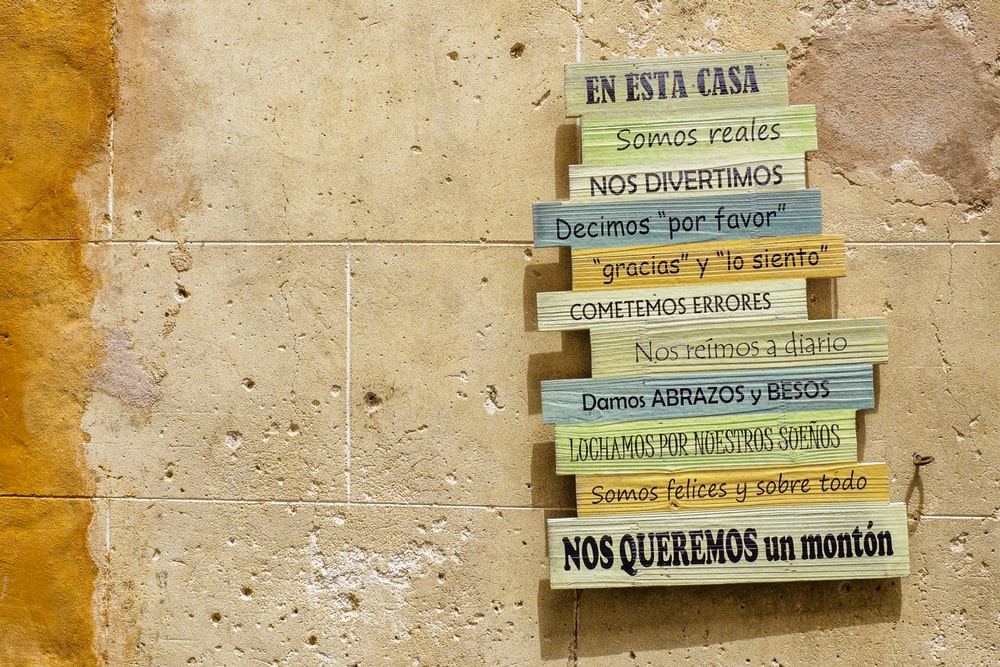 EN ESTA CASA
Somos reales
NOS DIVERTIMOS
Decimos "por favor"
"gracias" y "lo siento"
COMETEMOS ERRORES
Nos reímos a diario
Damos ABRAZOS y BESOS
LUCHAMOS POR NUESTROS SUEÑOS
Somos felices y sobre todo
NOS QUEREMOS un montón